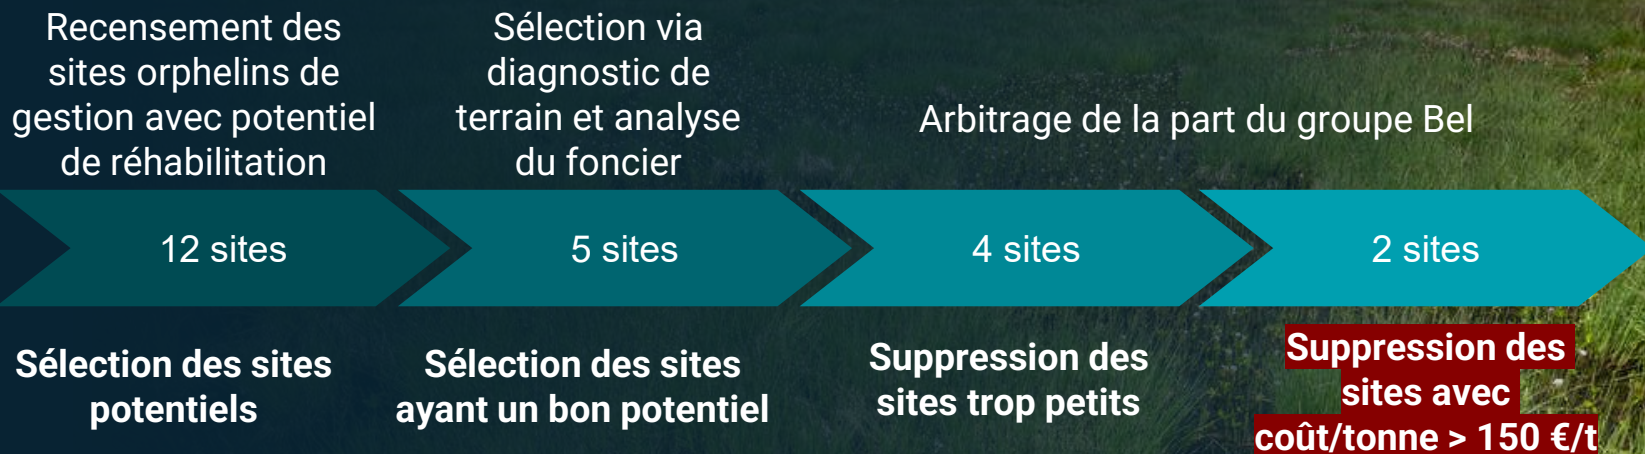 Recensement des
sites orphelins de
gestion avec potentiel
de réhabilitation
Sélection via
diagnostic de
terrain et analyse
du foncier
Arbitrage de la part du groupe Bel
12 sites
5 sites
4 sites
2 sites
Sélection des sites
potentiels
Sélection des sites
ayant un bon potentiel
Suppression des
sites trop petits
Suppression des
sites avec
coût/tonne > 150 €/t